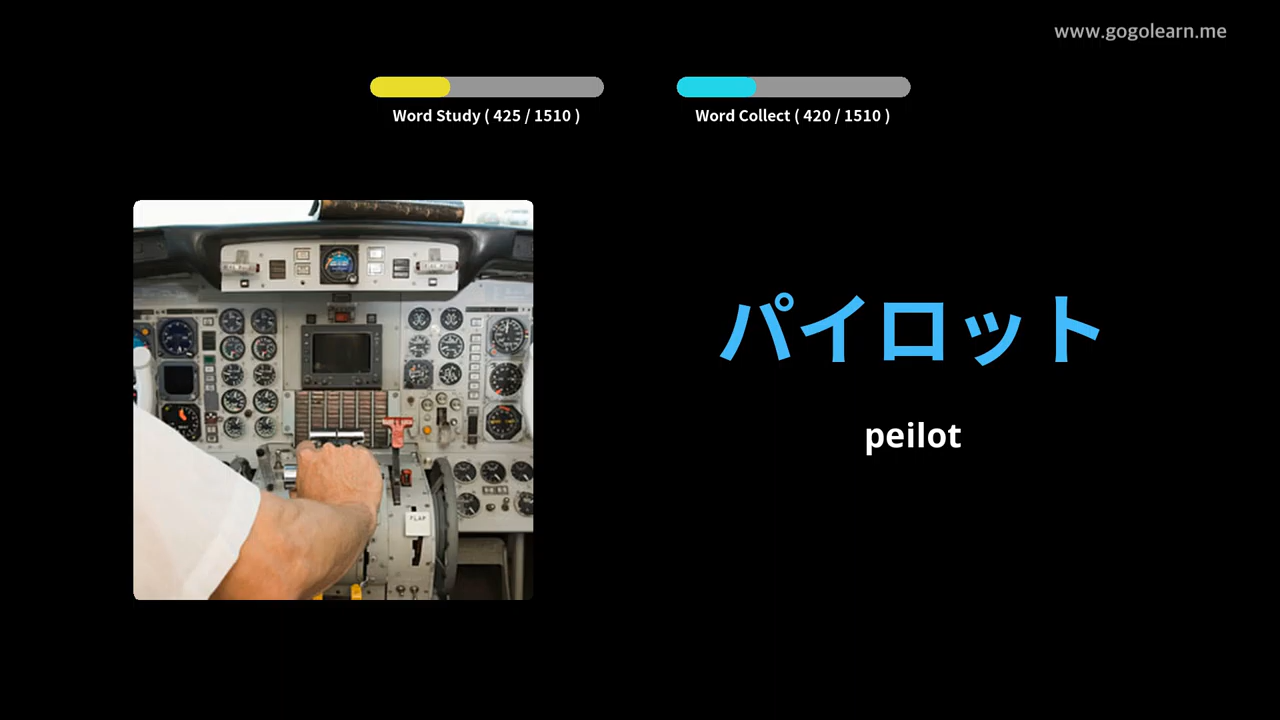 www.gogolearn.me
Word Study ( 425 / 1510 )
Word Collect ( 420 / 1510 )
パイロット
peilot
FLAP